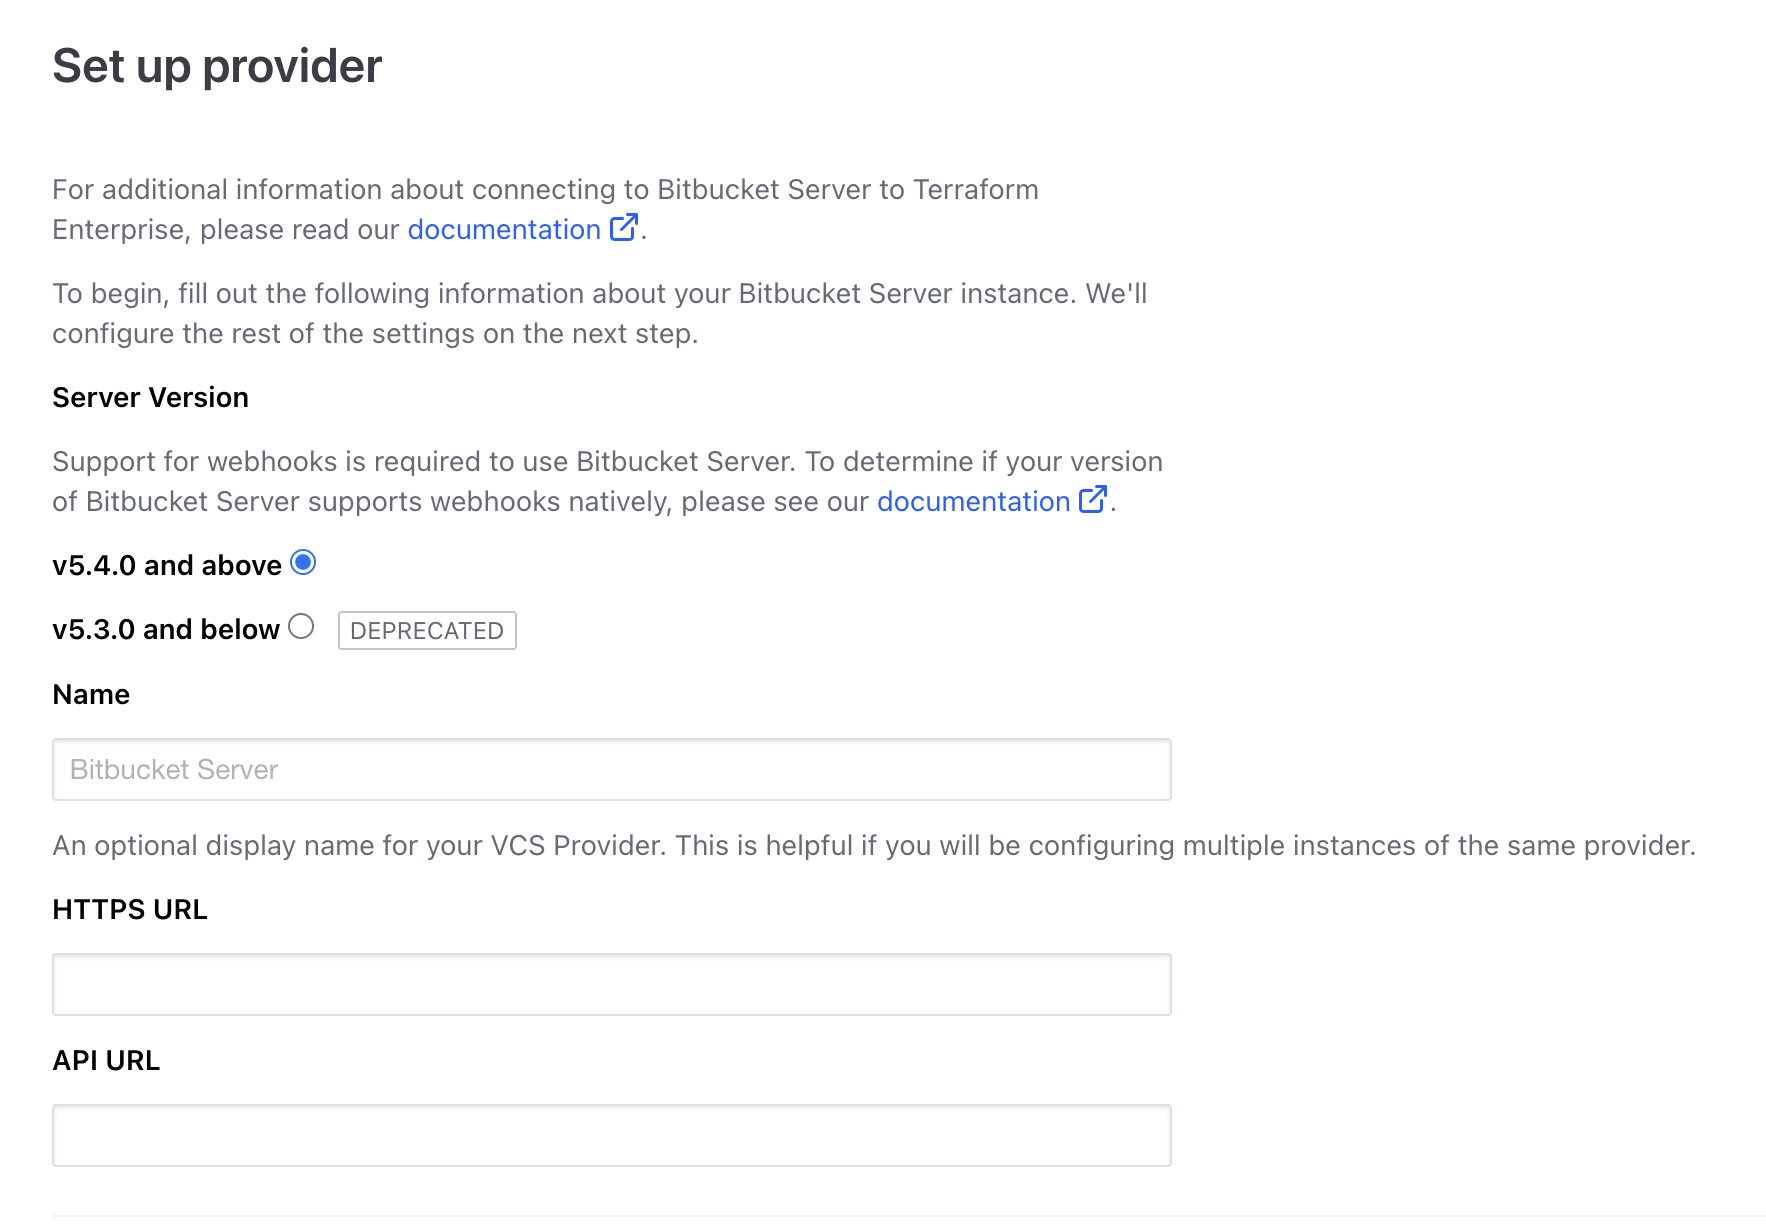 Set up provider
For additional information about connecting to Bitbucket Server to Terraform
Enterprise, please read our documentation.
To begin, fill out the following information about your Bitbucket Server instance. We'll
configure the rest of the settings on the next step.
Server Version
Support for webhooks is required to use Bitbucket Server. To determine if your version
of Bitbucket Server supports webhooks natively, please see our documentation.
v5.4.0 and above
v5.3.0 and below DEPRECATED
Name
Bitbucket Server
An optional display name for your VCS Provider. This is helpful if you will be configuring multiple instances of the same provider.
HTTPS URL
API URL